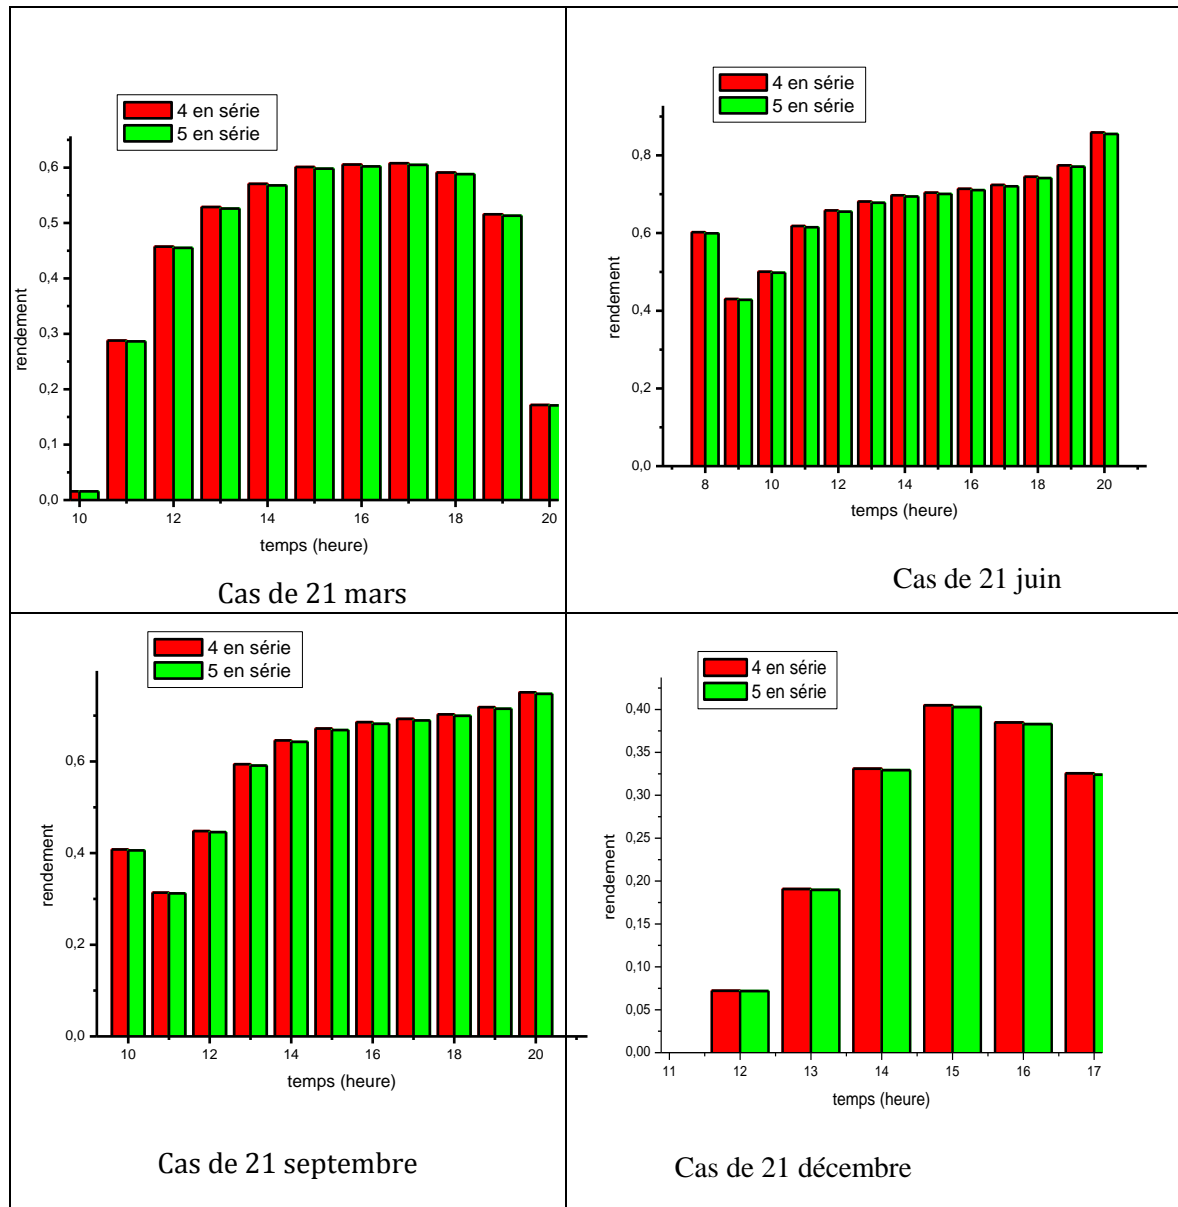 4 en série
5 en série
0,6
0,5
0,4
0,3
0,2
0,1
0,0
rendement
10 12 14 16 18 20
temps (heure)
Cas de 21 mars
4 en série
5 en série
0,8
0,6
0,4
0,2
0,0
rendement
8 10 12 14 16 18 20
temps (heure)
Cas de 21 juin
4 en série
5 en série
0,6
0,4
0,2
0,0
rendement
10 12 14 16 18 20
temps (heure)
Cas de 21 septembre
4 en série
5 en série
0,40
0,35
0,30
0,25
0,20
0,15
0,10
0,05
0,00
rendement
11 12 13 14 15 16 17
temps (heure)
Cas de 21 décembre